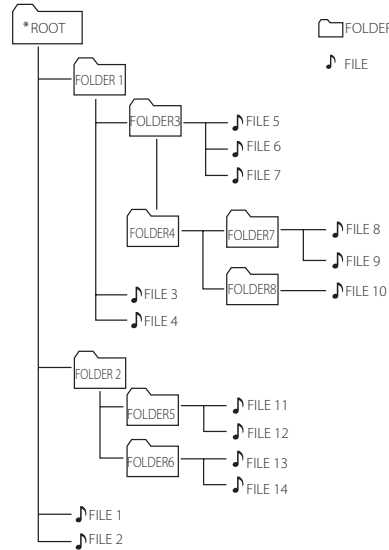 *ROOT
FOLDER
FILE
FOLDER 1
FOLDER3
FILE 5
FILE 6
FILE 7
FOLDER4
FOLDER7
FILE 8
FILE 9
FOLDER8
FILE 10
FILE 3
FILE 4
FOLDER 2
FOLDER5
FILE 11
FILE 12
FOLDER6
FILE 13
FILE 14
FILE 1
FILE 2